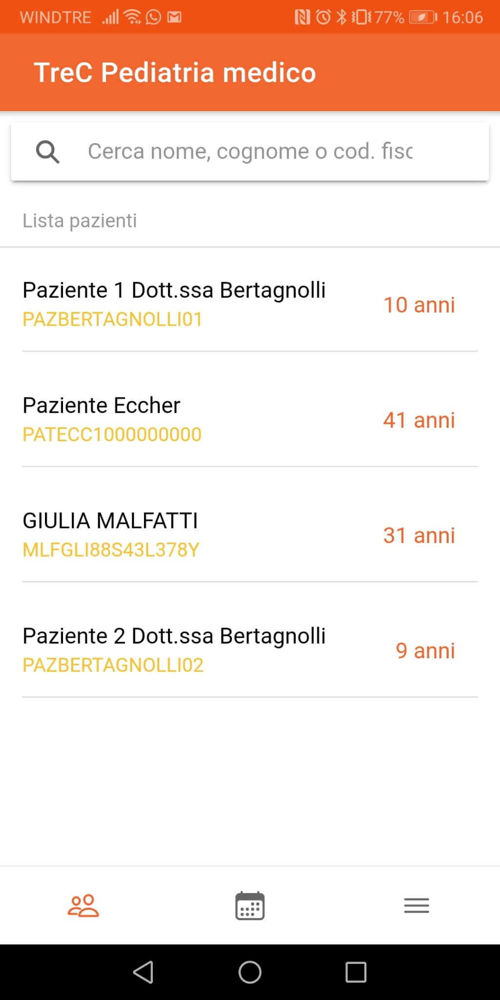 WINDTRE 77% 16:06
TreC Pediatria medico
Cerca nome, cognome o cod. fisc
Lista pazienti
Paziente 1 Dott.ssa Bertagnolli
10 anni
PAZBERTAGNOLLI01
Paziente Eccher
41 anni
PATECC1000000000
GIULIA MALFATTI
31 anni
MLFGLI88S43L378Y
Paziente 2 Dott.ssa Bertagnolli
9 anni
PAZBERTAGNOLLI02